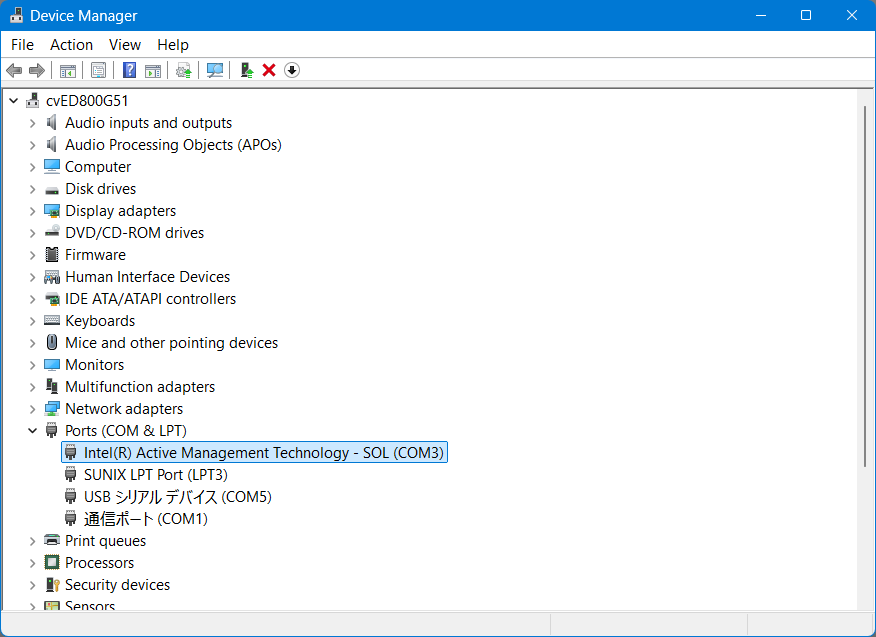 Device Manager
File Action View Help
cvED800G51
Audio inputs and outputs
Audio Processing Objects (APOs)
Computer
Disk drives
Display adapters
DVD/CD-ROM drives
Firmware
Human Interface Devices
IDE ATA/ATAPI controllers
Keyboards
Mice and other pointing devices
Monitors
Multifunction adapters
Network adapters
Ports (COM & LPT)
Intel(R) Active Management Technology - SOL (COM3)
SUNIX LPT Port (LPT3)
USB シリアル デバイス (COM5)
通信ポート (COM1)
Print queues
Processors
Security devices
Sensors